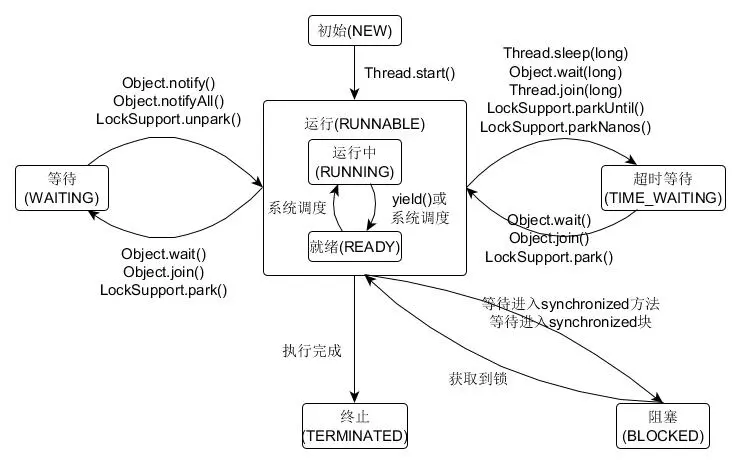 初始(NEW)
Thread.start()
Object.notify()
Object.notifyAll()
LockSupport.unpark()
Thread.sleep(long)
Object.wait(long)
Thread.join(long)
LockSupport.parkUntil()
LockSupport.parkNanos()
运行(RUNNABLE)
运行中
(RUNNING)
等待
(WAITING)
超时等待
(TIME_WAITING)
系统调度
yield()或
系统调度
就绪(READY)
Object.wait()
Object.join()
LockSupport.park()
Object.wait()
Object.join()
LockSupport.park()
等待进入synchronized方法
等待进入synchronized块
执行完成
获取到锁
终止
(TERMINATED)
阻塞
(BLOCKED)